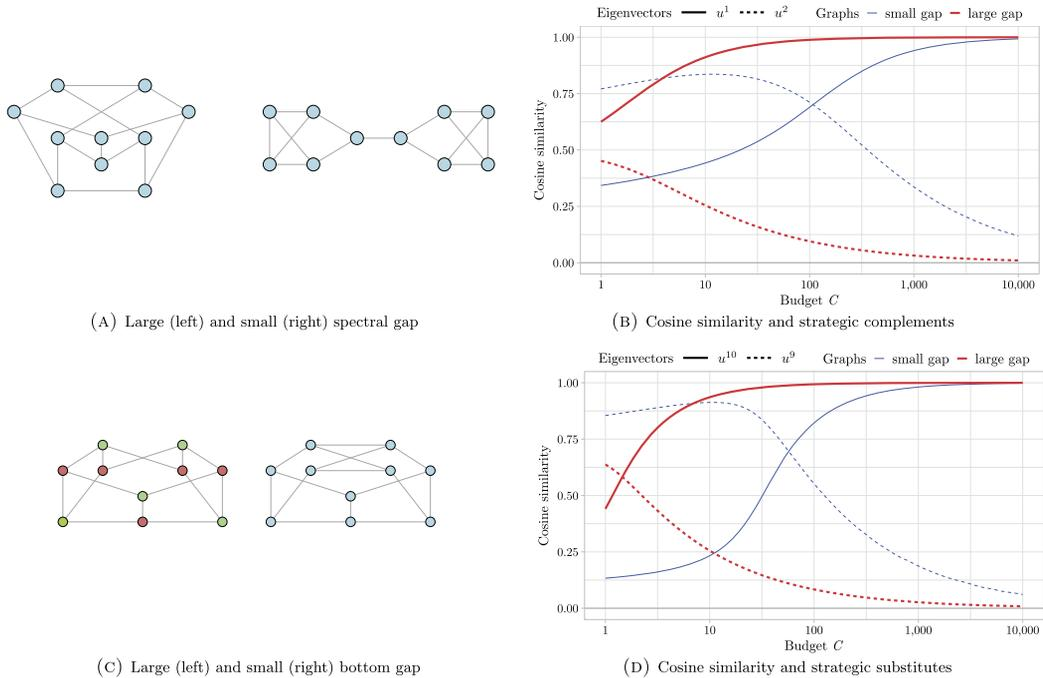 Eigenvectors u¹ u² Graphs small gap large gap
1.00
0.75
0.50
0.25
0.00
Cosine similarity
1 10 100 1,000 10,000
Budget C
(A) Large (left) and small (right) spectral gap
(B) Cosine similarity and strategic complements
Eigenvectors u¹⁰ u⁹ Graphs small gap large gap
1.00
0.75
0.50
0.25
0.00
Cosine similarity
1 10 100 1,000 10,000
Budget C
(C) Large (left) and small (right) bottom gap
(D) Cosine similarity and strategic substitutes